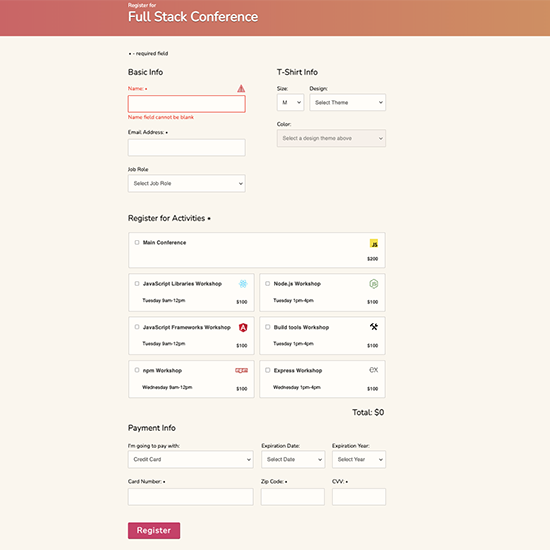 Register for
Full Stack Conference
• - required field
Basic Info
Name: •
Name field cannot be blank
Email Address: •
Job Role
Select Job Role
T-Shirt Info
Size: Design:
M Select Theme
Color:
Select a design theme above
Register for Activities •
Main Conference
JS
$200
JavaScript Libraries Workshop
Tuesday 9am-12pm $100
Node.js Workshop
JS
Tuesday 1pm-4pm $100
JavaScript Frameworks Workshop
A
Tuesday 9am-12pm $100
Build tools Workshop
Tuesday 1pm-4pm $100
npm Workshop
npm
Wednesday 9am-12pm $100
Express Workshop
ex
Wednesday 1pm-4pm $100
Total: $0
Payment Info
I'm going to pay with: Expiration Date: Expiration Year:
Credit Card Select Date Select Year
Card Number: • Zip Code: • CVV: •
Register